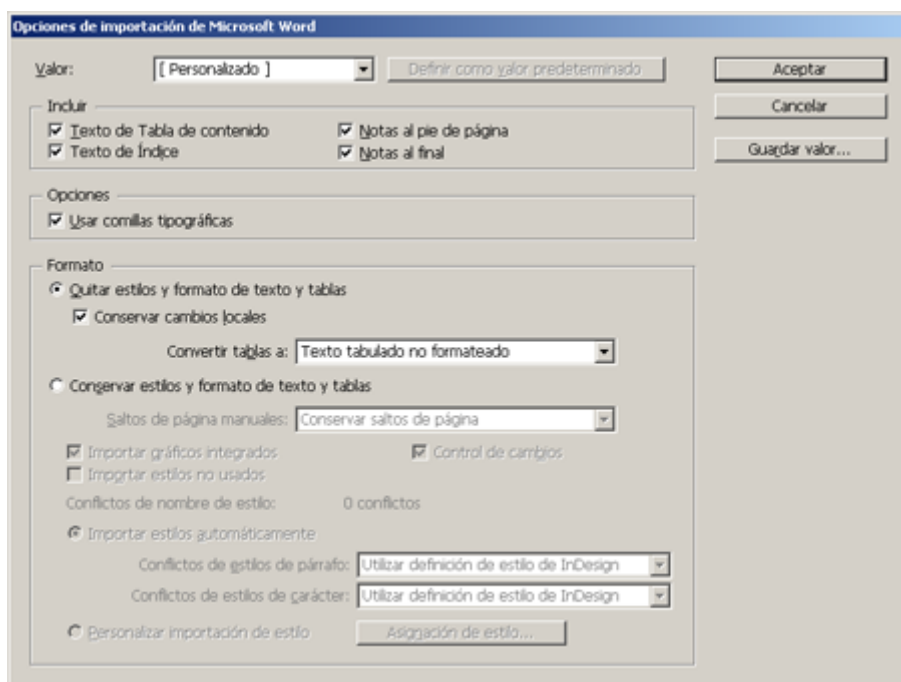 Opciones de importación de Microsoft Word
Valor: [ Personalizado ] Definir como valor predeterminado Aceptar
Cancelar
Guardar valor...
Incluir
Texto de Tabla de contenido Notas al pie de página
Texto de Índice Notas al final
Opciones
Usar comillas tipográficas
Formato
Quitar estilos y formato de texto y tablas
Conservar cambios locales
Convertir tablas a: Texto tabulado no formateado
Conservar estilos y formato de texto y tablas
Saltos de página manuales: Conservar saltos de página
Importar gráficos integrados Control de cambios
Importar estilos no usados
Conflictos de nombre de estilo: 0 conflictos
Importar estilos automáticamente
Conflictos de estilos de párrafo: Utilizar definición de estilo de InDesign
Conflictos de estilos de carácter: Utilizar definición de estilo de InDesign
Personalizar importación de estilo Asignación de estilo...